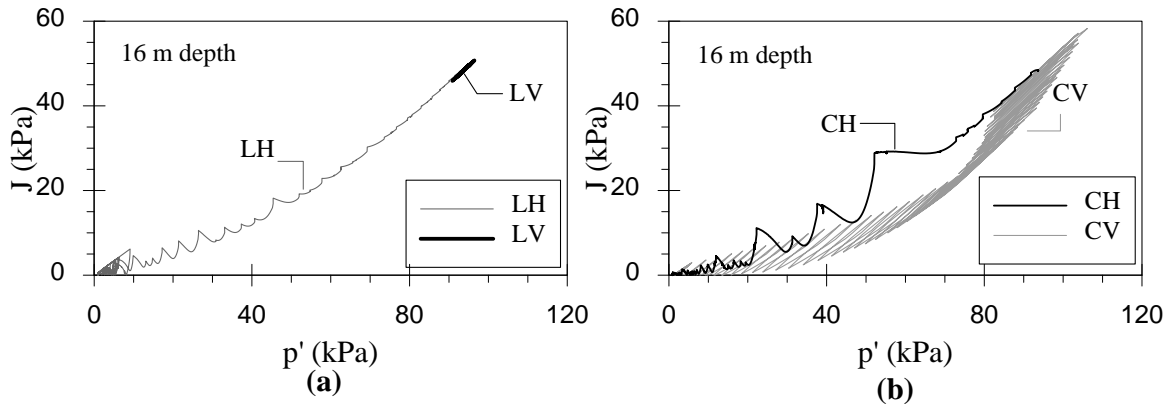 60
40
20
0
J (kPa)
16 m depth
LV
LH
LH
LV
0 40 80 120
p' (kPa)
(a)
60
40
20
0
J (kPa)
16 m depth
CV
CH
CH
CV
0 40 80 120
p' (kPa)
(b)